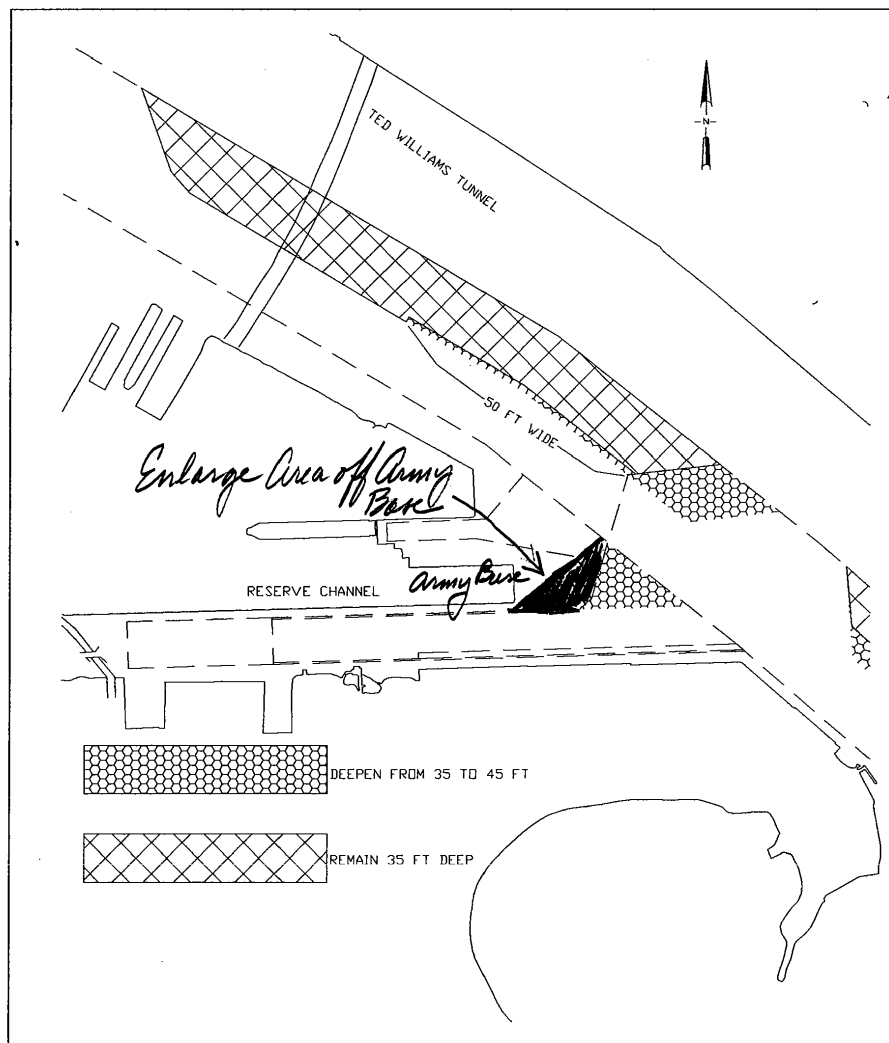 TED WILLIAMS TUNNEL
N
50 FT WIDE
Enlarge Area off Army
Base
Army Base
RESERVE CHANNEL
DEEPEN FROM 35 TO 45 FT
REMAIN 35 FT DEEP